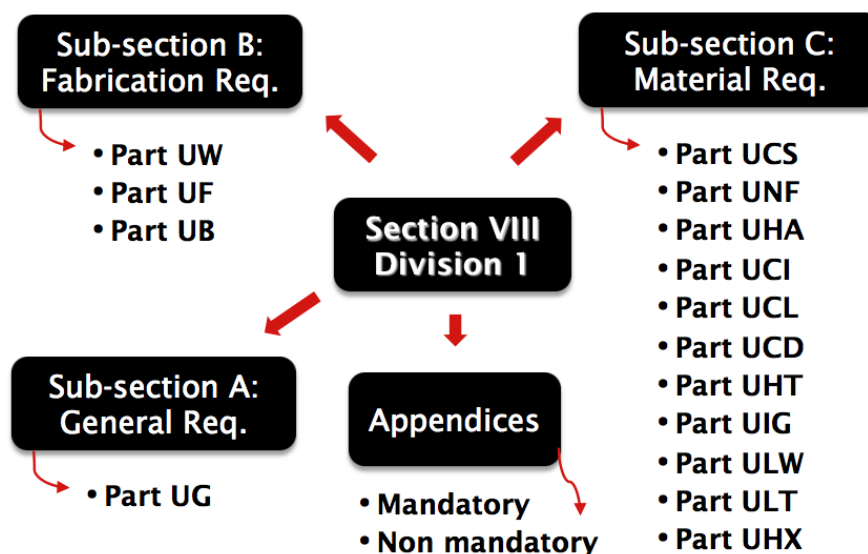 Sub-section B:
Fabrication Req.
• Part UW
• Part UF
• Part UB
Sub-section C:
Material Req.
• Part UCS
• Part UNF
• Part UHA
• Part UCI
• Part UCL
• Part UCD
• Part UHT
• Part UIG
• Part ULW
• Part ULT
• Part UHX
Section VIII
Division 1
Sub-section A:
General Req.
• Part UG
Appendices
• Mandatory
• Non mandatory